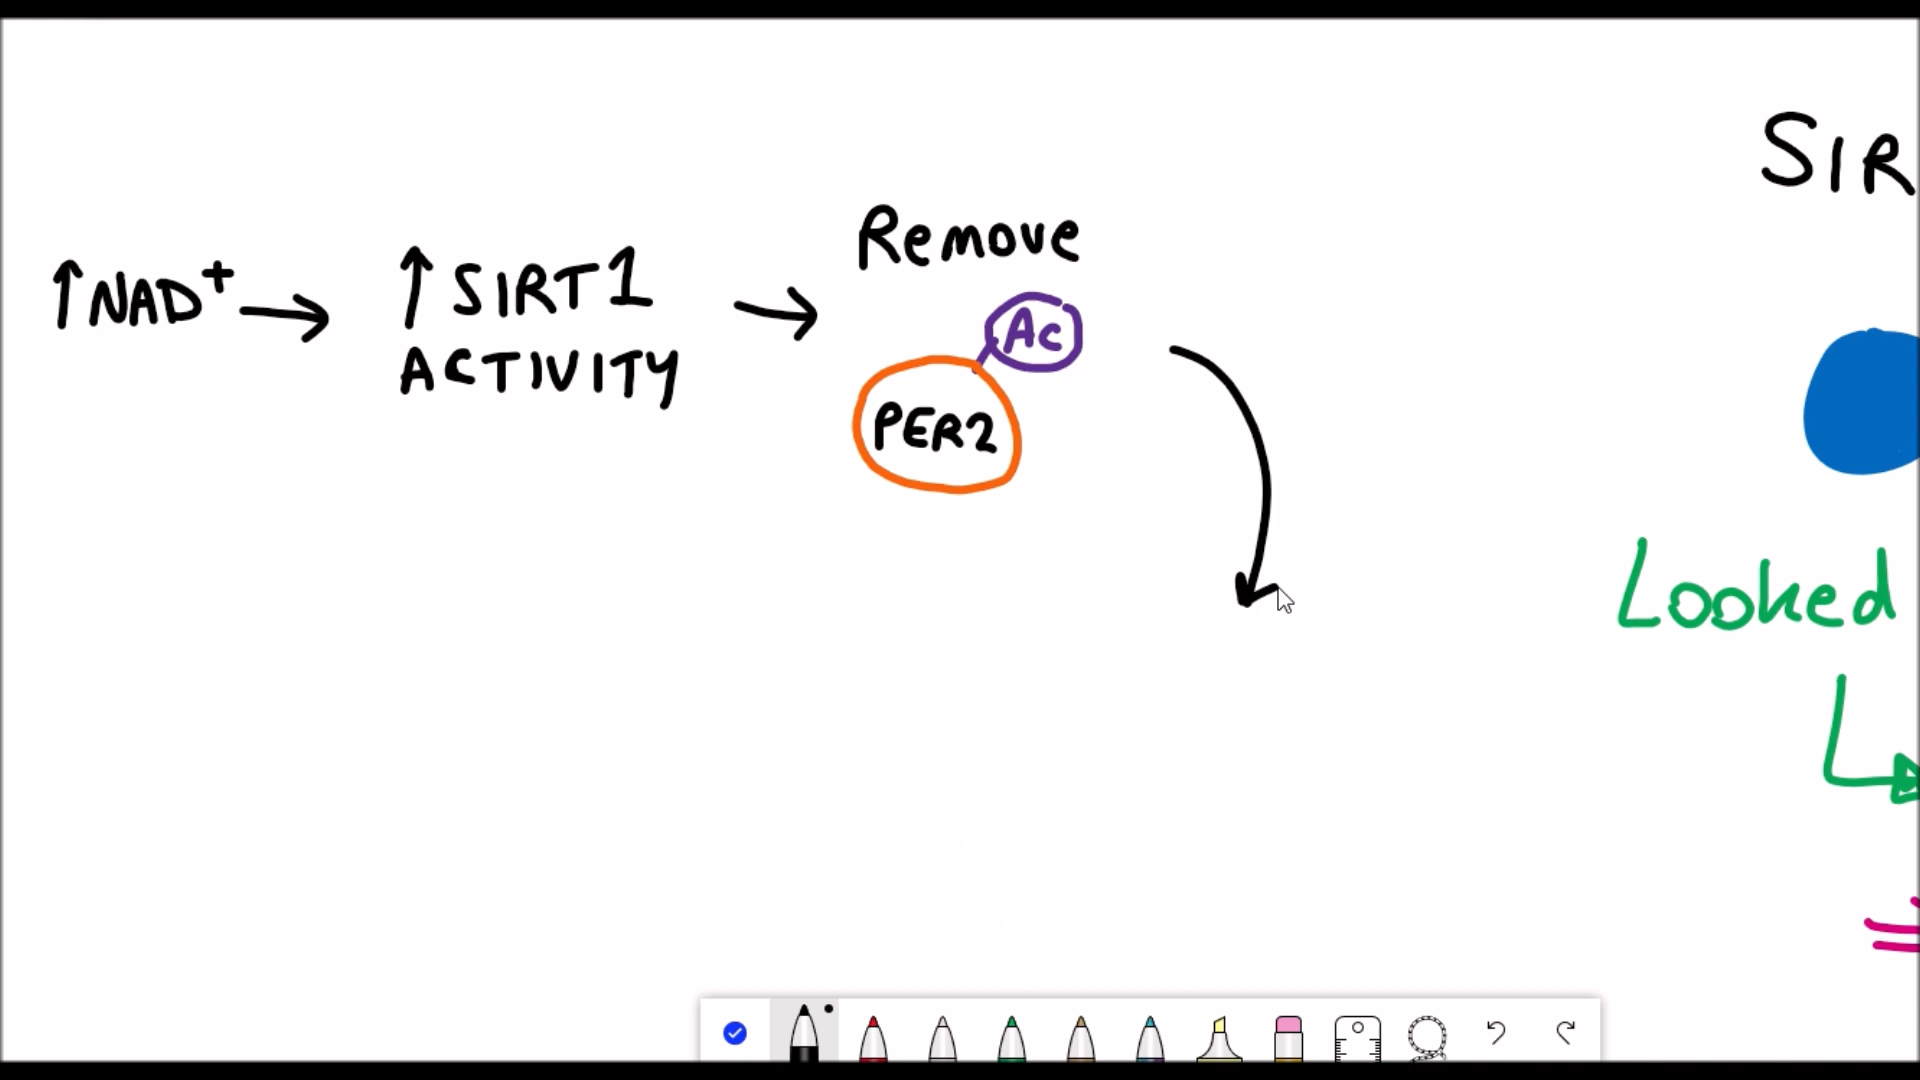 SIR
Remove
↑NAD⁺ → ↑SIRT1 →
ACTIVITY
Ac
PER2
Looked